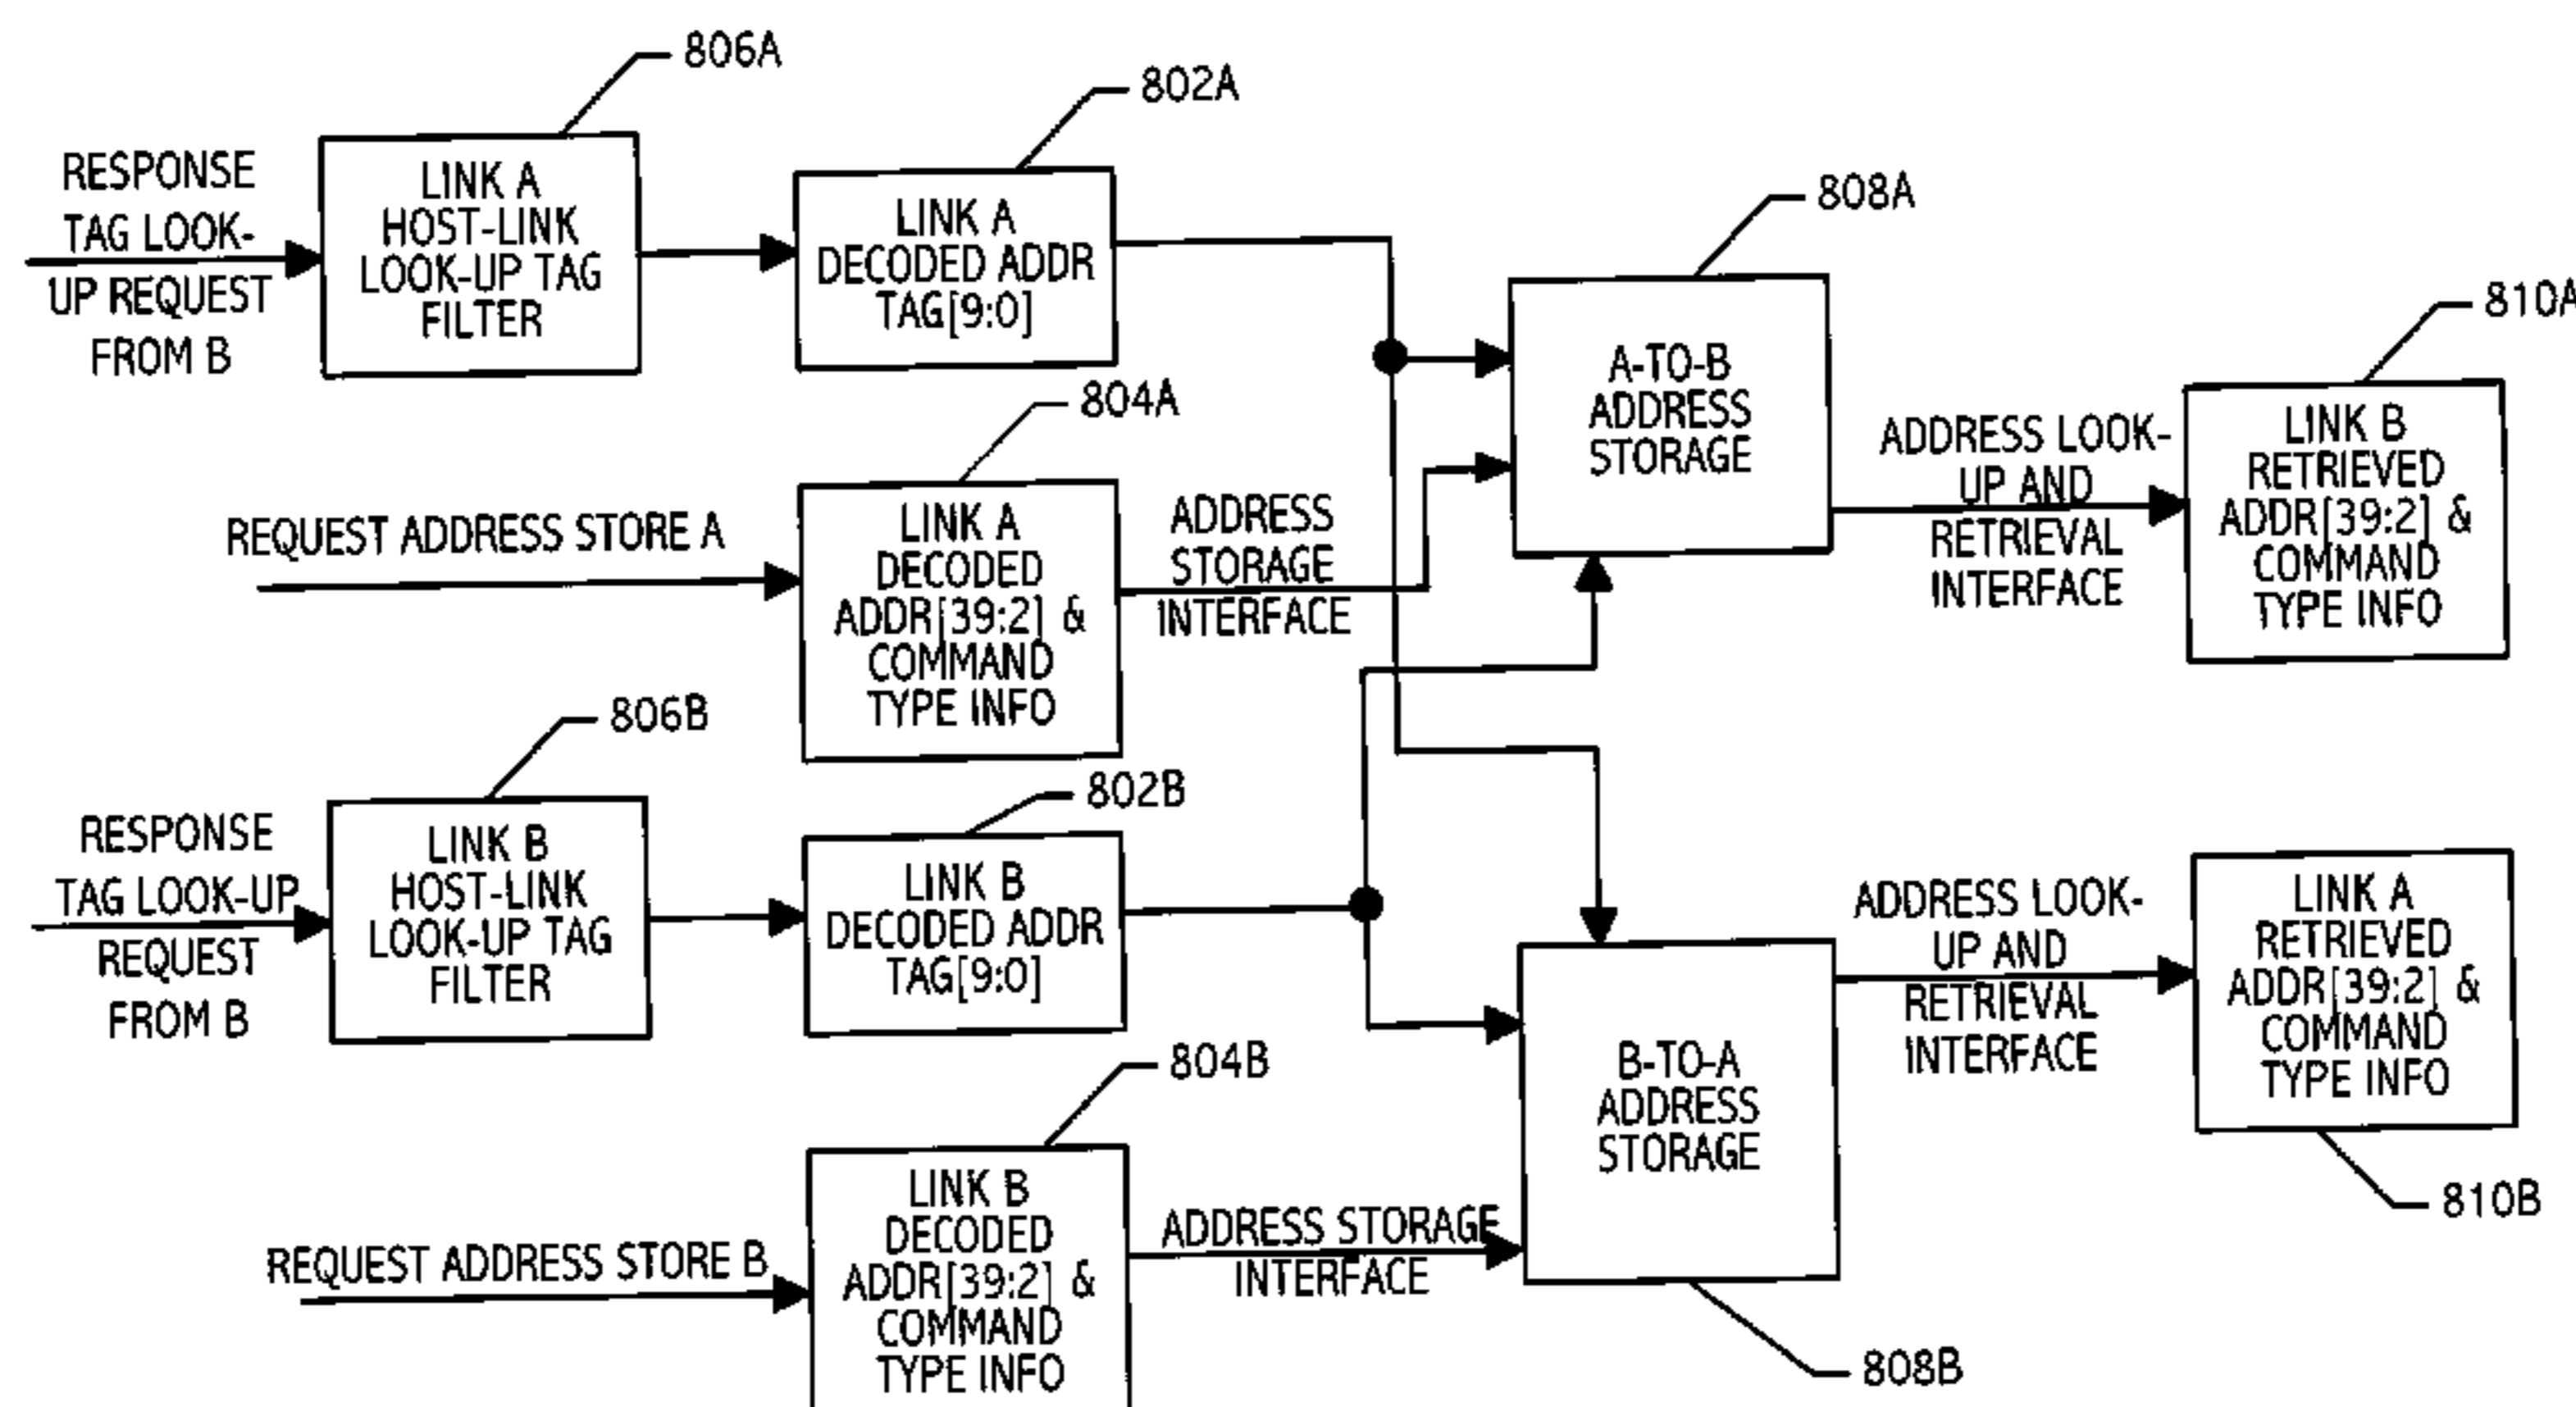 806A
RESPONSE
TAG LOOK-
UP REQUEST
FROM B
LINK A
HOST-LINK
LOOK-UP TAG
FILTER
802A
LINK A
DECODED ADDR
TAG[9:0]
808A
A-TO-B
ADDRESS
STORAGE
810A
ADDRESS LOOK-
UP AND
RETRIEVAL
INTERFACE
LINK B
RETRIEVED
ADDR[39:2] &
COMMAND
TYPE INFO
804A
REQUEST ADDRESS STORE A
LINK A
DECODED
ADDR[39:2] &
COMMAND
TYPE INFO
ADDRESS
STORAGE
INTERFACE
806B
RESPONSE
TAG LOOK-UP
REQUEST
FROM B
LINK B
HOST-LINK
LOOK-UP TAG
FILTER
802B
LINK B
DECODED ADDR
TAG[9:0]
B-TO-A
ADDRESS
STORAGE
808B
ADDRESS LOOK-
UP AND
RETRIEVAL
INTERFACE
LINK A
RETRIEVED
ADDR[39:2] &
COMMAND
TYPE INFO
810B
804B
REQUEST ADDRESS STORE B
LINK B
DECODED
ADDR[39:2] &
COMMAND
TYPE INFO
ADDRESS STORAGE
INTERFACE